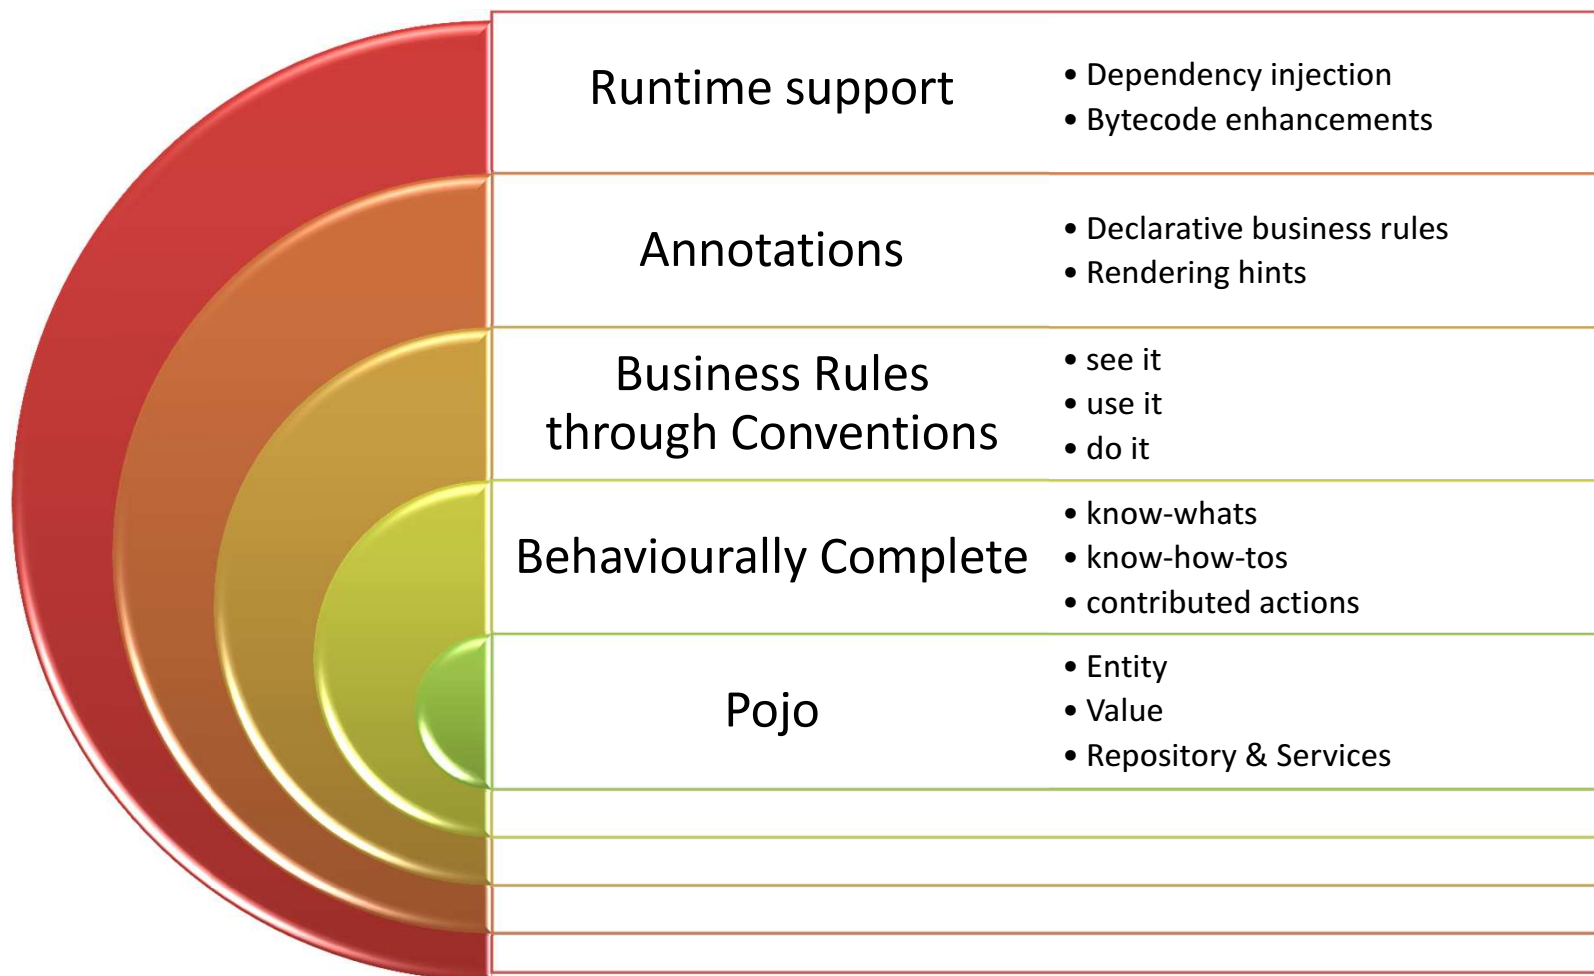 Runtime support
• Dependency injection
• Bytecode enhancements
Annotations
• Declarative business rules
• Rendering hints
Business Rules
through Conventions
• see it
• use it
• do it
Behaviourally Complete
• know-whats
• know-how-tos
• contributed actions
Pojo
• Entity
• Value
• Repository & Services